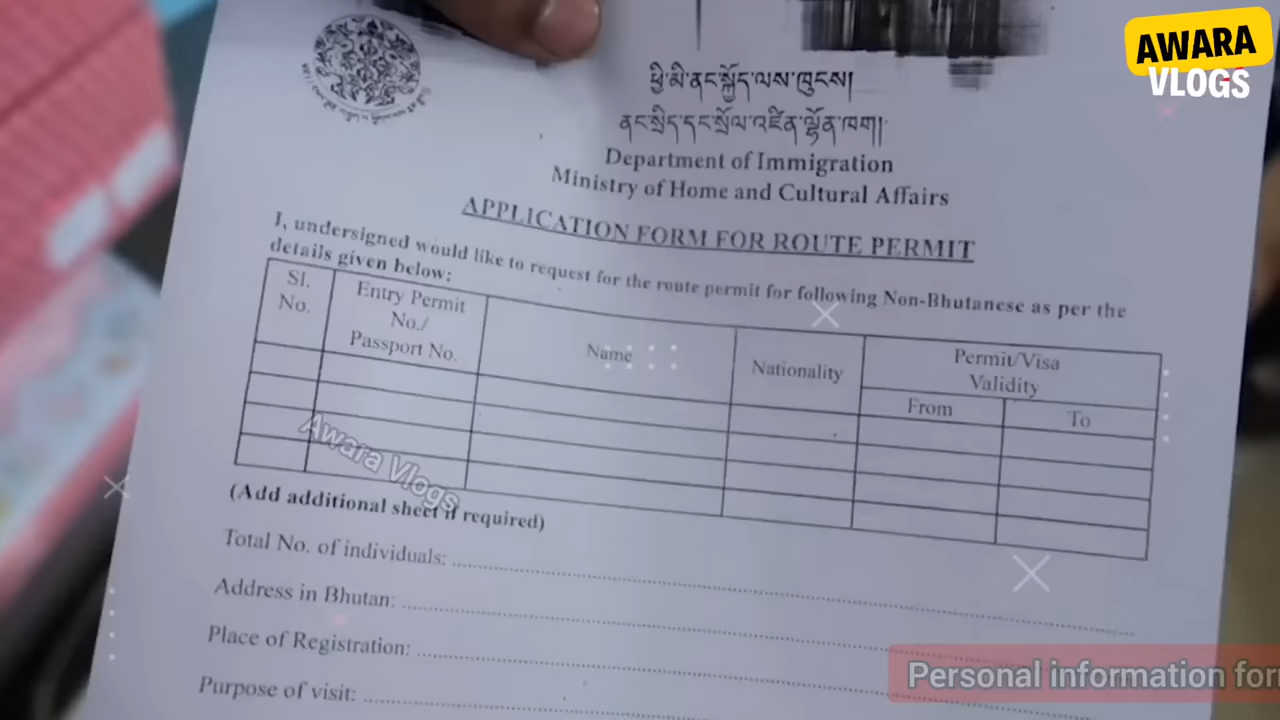 AWARA
VLOGS
ཕྱི་མི་ནང་སྐྱོད་ལས་ཁུངས།
ནང་སྲིད་དང་སྲོལ་འཛིན་ལྷན་ཁག།
Department of Immigration
Ministry of Home and Cultural Affairs
APPLICATION FORM FOR ROUTE PERMIT
I, undersigned would like to request for the route permit for following Non-Bhutanese as per the
details given below:
Sl.
No.
Entry Permit
No./
Passport No.
Name
Nationality
Permit/Visa
Validity
From
To
Awara Vlogs
(Add additional sheet if required)
Total No. of individuals:
Address in Bhutan:
Place of Registration:
Purpose of visit:
Personal information for